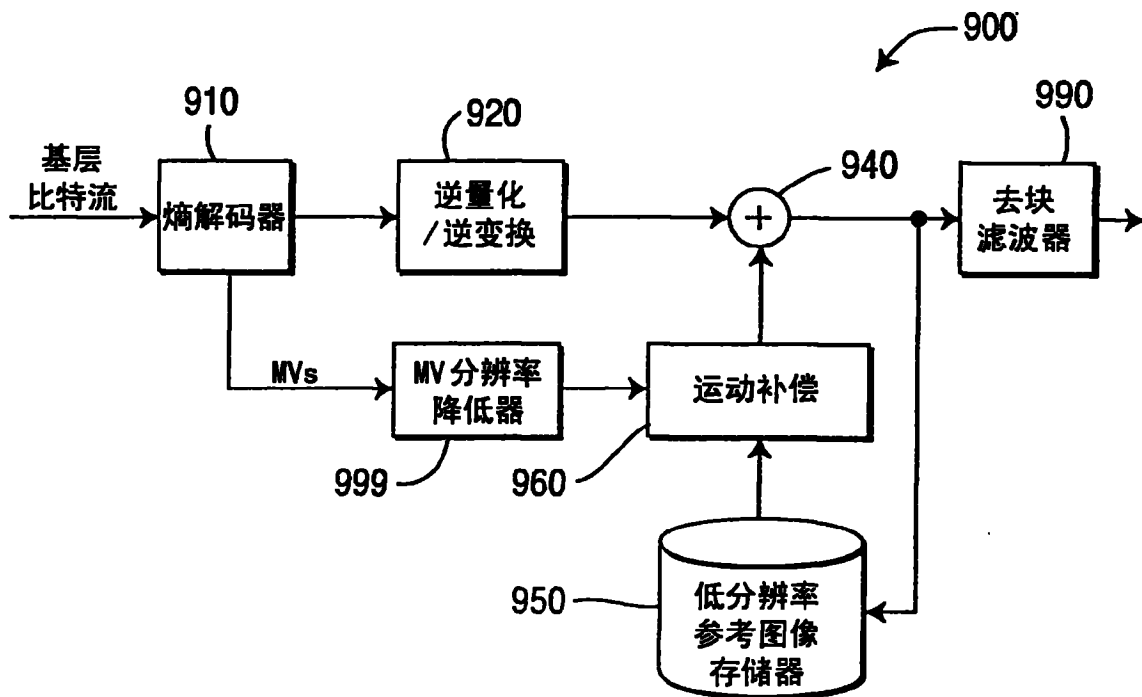 900
910
920
990
940
基层
比特流
熵解码器
逆量化
/逆变换
+
去块
滤波器
MVs
MV分辨率
降低器
运动补偿
999
960
950
低分辨率
参考图像
存储器